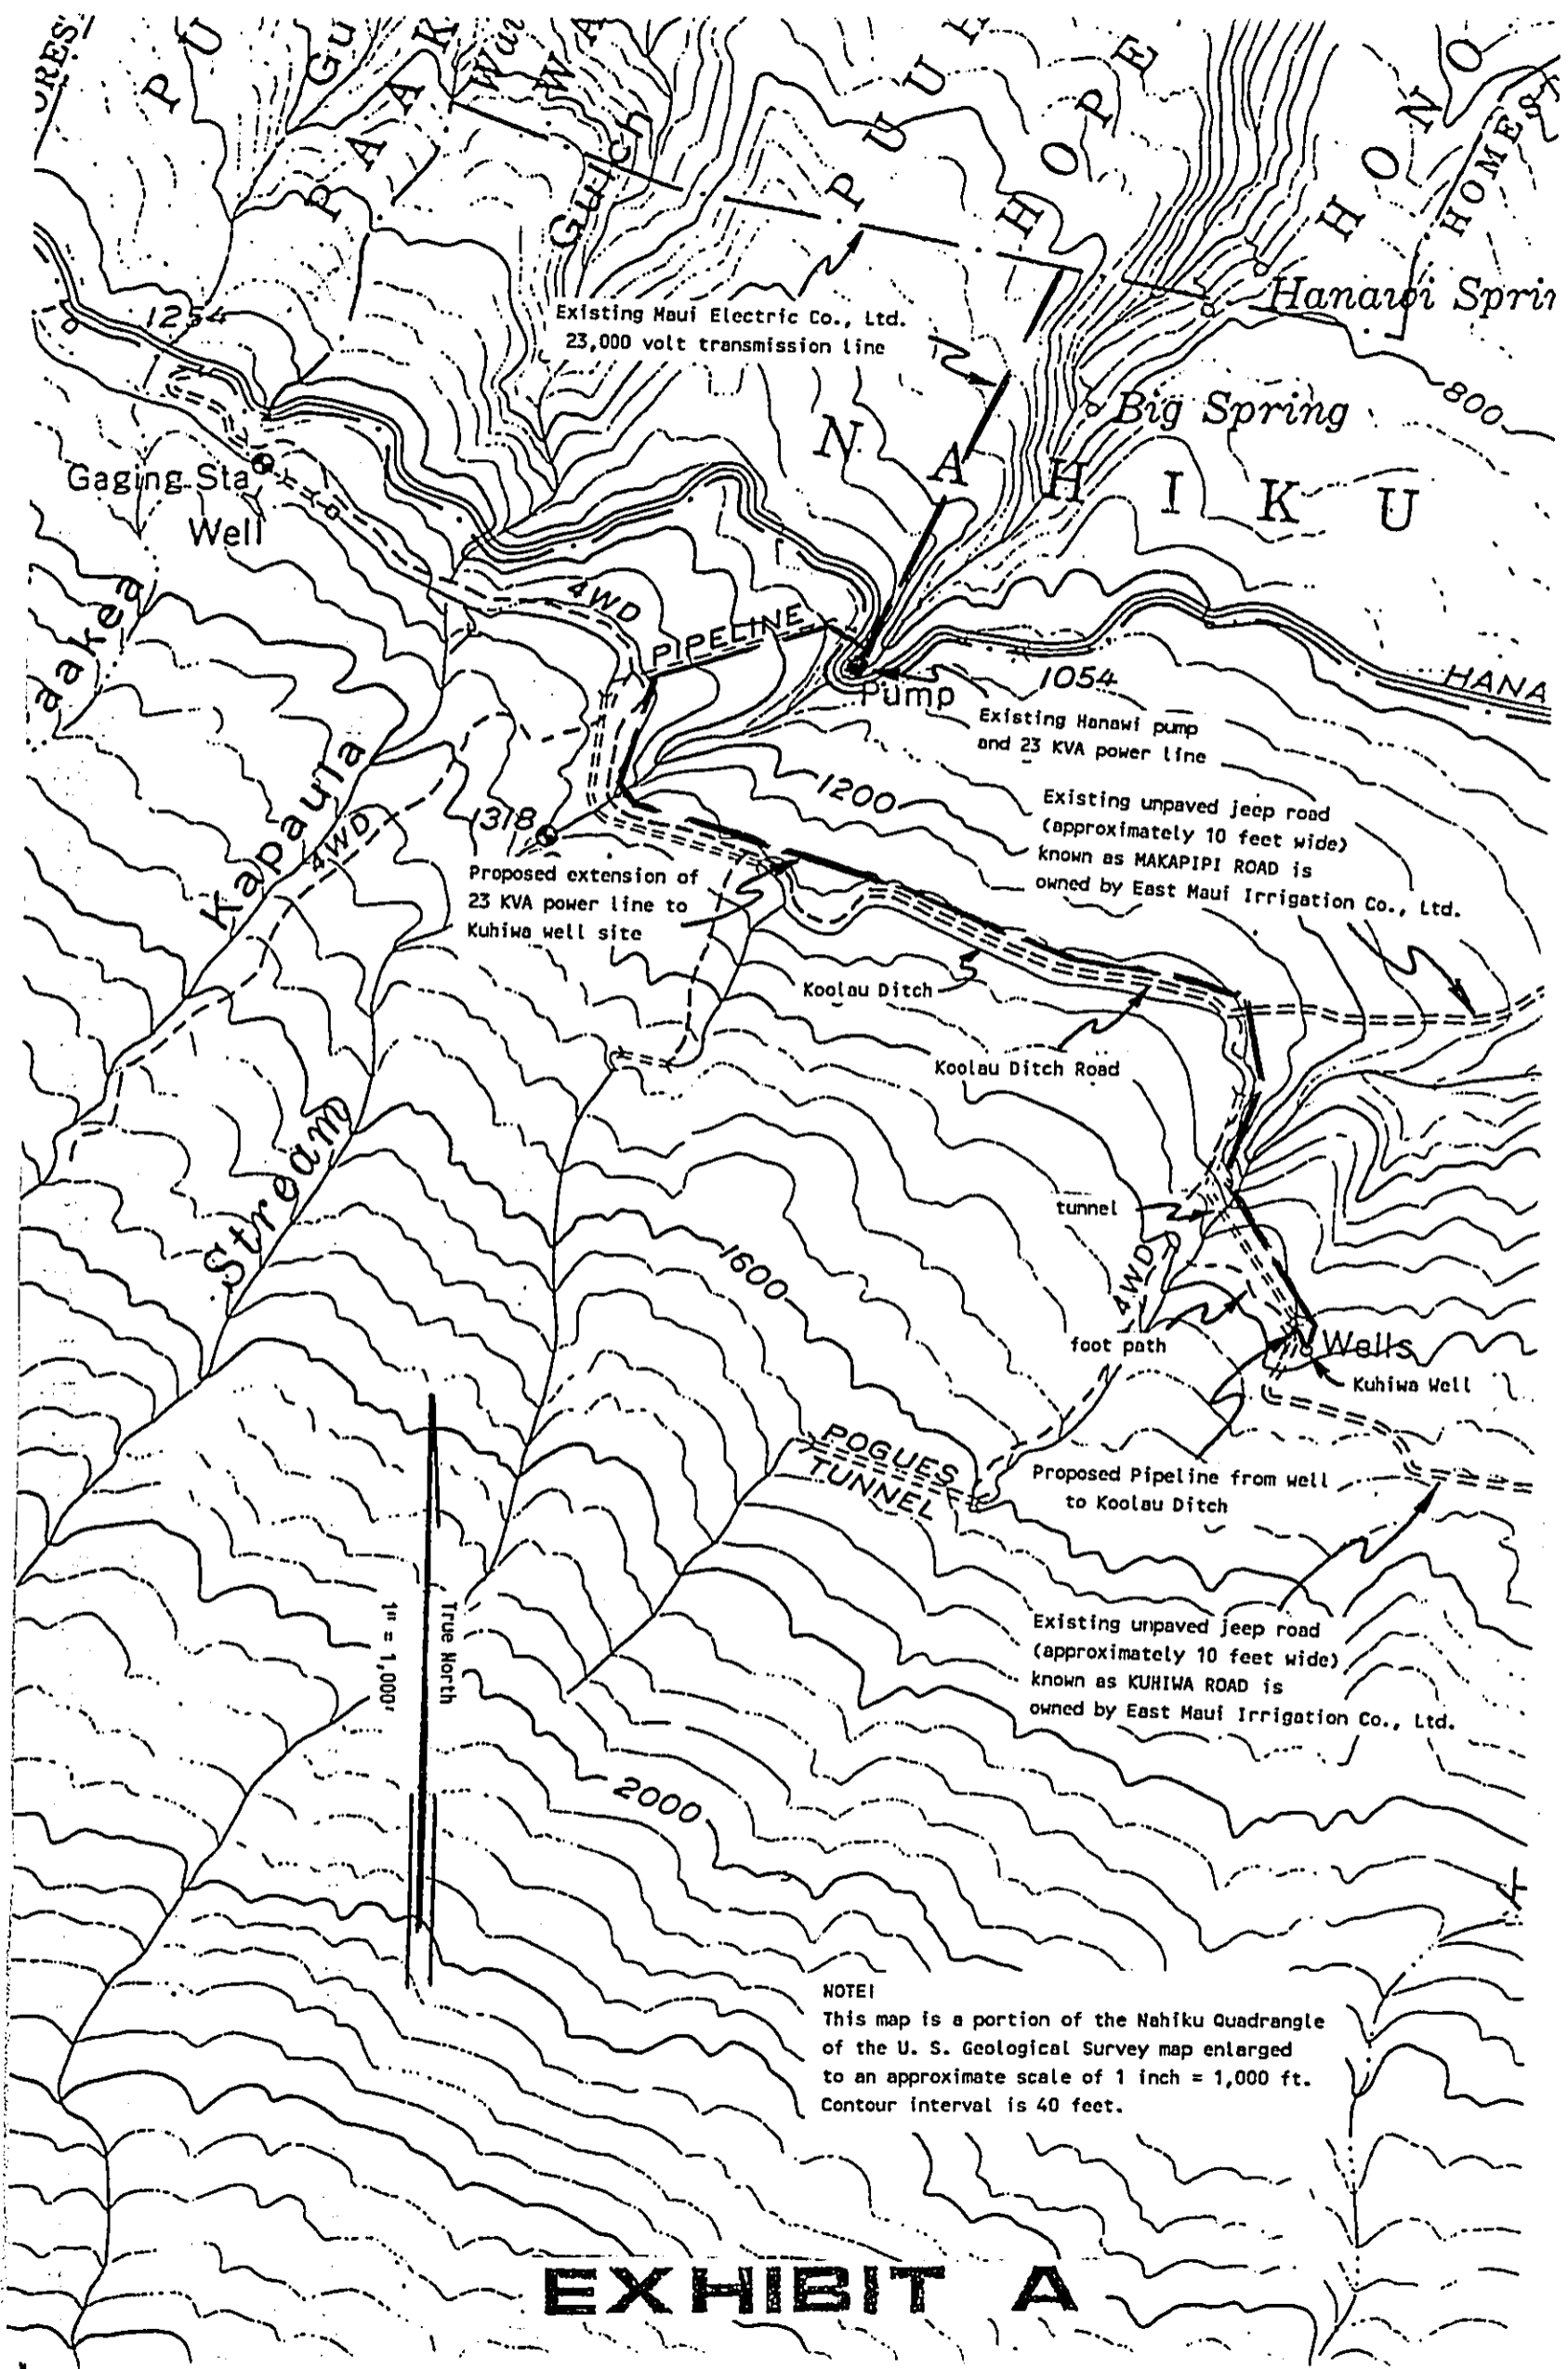 Gulch
PUU
HOPE
HONO
Hanawi
1254
Existing Maui Electric Co., Ltd.
23,000 volt transmission line
Big Spring
800
NAHIKU
Gaging Sta
Well
4WD
PIPELINE
Pump
1054
HANA
Existing Hanawi pump
and 23 KVA power line
aakea
Kapaula
Stream
4WD
1318
1200
Existing unpaved jeep road
(approximately 10 feet wide)
known as MAKAPIPI ROAD is
owned by East Maui Irrigation Co., Ltd.
Proposed extension of
23 KVA power line to
Kuhiwa well site
Koolau Ditch
Koolau Ditch Road
tunnel
1600
4WD
foot path
Wells
Kuhiwa Well
POGUES
TUNNEL
Proposed Pipeline from well
to Koolau Ditch
True North
1" = 1,000'
Existing unpaved jeep road
(approximately 10 feet wide)
known as KUHIWA ROAD is
owned by East Maui Irrigation Co., Ltd.
2000
NOTE!
This map is a portion of the Nahiku Quadrangle
of the U. S. Geological Survey map enlarged
to an approximate scale of 1 inch = 1,000 ft.
Contour interval is 40 feet.
EXHIBIT A